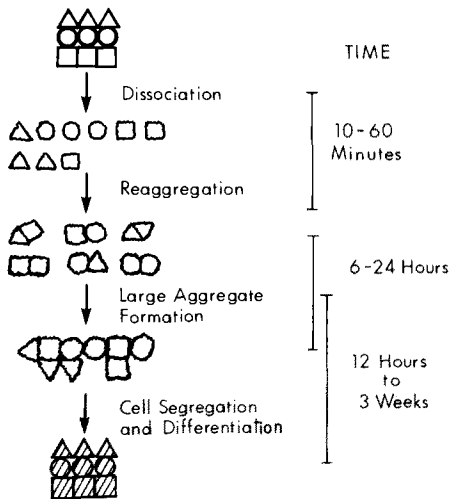 TIME
Dissociation
10-60
Minutes
Reaggregation
6-24 Hours
Large Aggregate
Formation
12 Hours
to
3 Weeks
Cell Segregation
and Differentiation